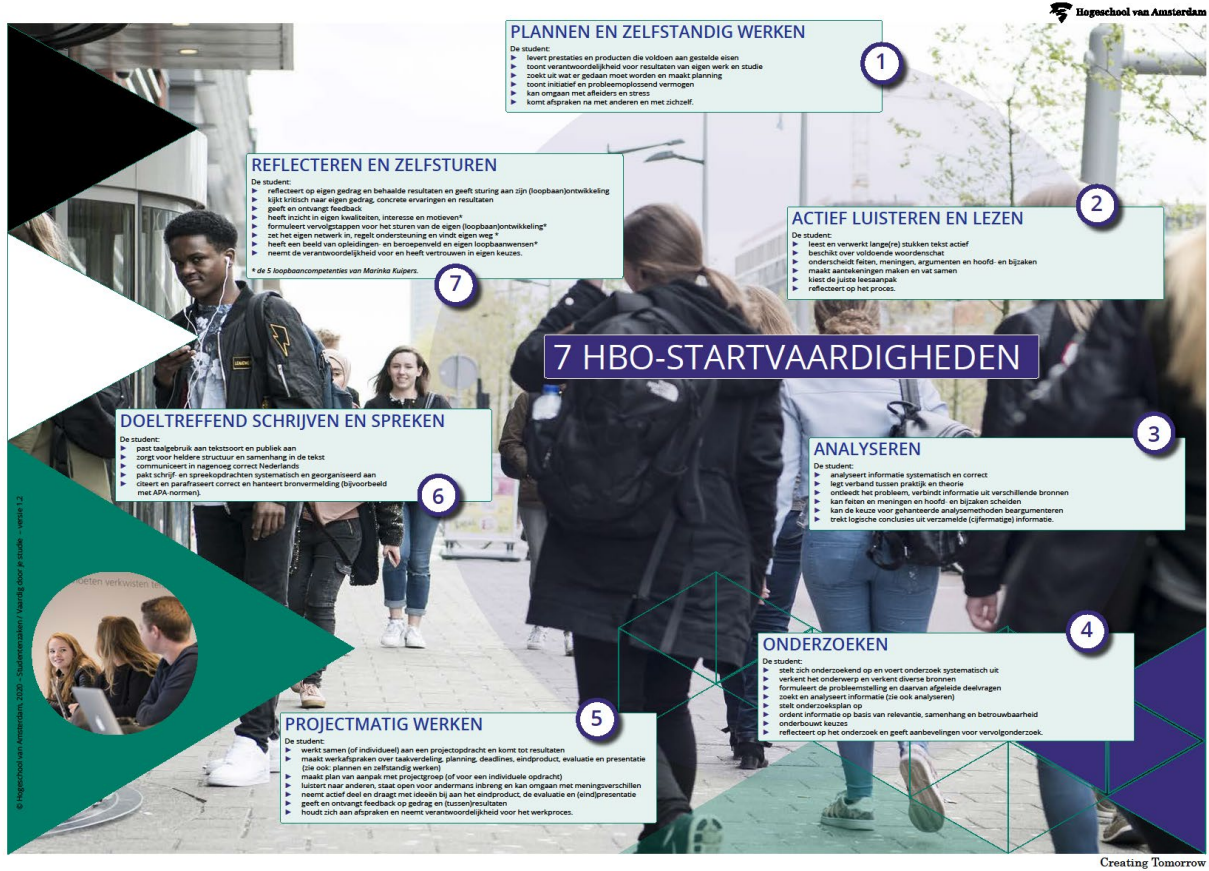 Hogeschool van Amsterdam
PLANNEN EN ZELFSTANDIG WERKEN
De student:
levert prestaties en producten die voldoen aan gestelde eisen
toont verantwoordelijkheid voor resultaten van eigen werk en studie
zoekt uit wat er gedaan moet worden en maakt planning
toont initiatief en probleemoplossend vermogen
kan omgaan met afleiders en stress
komt afspraken na met anderen en met zichzelf.
1
REFLECTEREN EN ZELFSTUREN
De student:
reflecteert op eigen gedrag en behaalde resultaten en geeft sturing aan zijn (loopbaan)ontwikkeling
kijkt kritisch naar eigen gedrag, concrete ervaringen en resultaten
geeft en ontvangt feedback
heeft inzicht in eigen kwaliteiten, interesse en motieven*
formuleert vervolgstappen voor het sturen van de eigen (loopbaan)ontwikkeling*
zet het eigen netwerk in, regelt ondersteuning en vindt eigen weg *
heeft een beeld van opleidingen- en beroepenveld en eigen loopbaanwensen*
neemt de verantwoordelijkheid voor en heeft vertrouwen in eigen keuzes.
* de 5 loopbaancompetenties van Marinka Kuipers.
7
ACTIEF LUISTEREN EN LEZEN
De student:
leest en verwerkt lange(re) stukken tekst actief
beschikt over voldoende woordenschat
onderscheidt feiten, meningen, argumenten en hoofd- en bijzaken
maakt aantekeningen maken en vat samen
kiest de juiste leesaanpak
reflecteert op het proces.
2
7 HBO-STARTVAARDIGHEDEN
DOELTREFFEND SCHRIJVEN EN SPREKEN
De student:
past taalgebruik aan tekstsoort en publiek aan
zorgt voor heldere structuur en samenhang in de tekst
communiceert in nagenoeg correct Nederlands
pakt schrijf- en spreekopdrachten systematisch en georganiseerd aan
citeert en parafraseert correct en hanteert bronvermelding (bijvoorbeeld
met APA-normen).
6
ANALYSEREN
De student:
analyseert informatie systematisch en correct
legt verband tussen praktijk en theorie
ontleedt het probleem, verbindt informatie uit verschillende bronnen
kan feiten en meningen en hoofd- en bijzaken scheiden
kan de keuze voor gehanteerde analysemethoden beargumenteren
trekt logische conclusies uit verzamelde (cijfermatige) informatie.
3
ONDERZOEKEN
De student:
stelt zich onderzoekend op en voert onderzoek systematisch uit
verkent het onderwerp en verkent diverse bronnen
formuleert de probleemstelling en daarvan afgeleide deelvragen
zoekt en analyseert informatie (zie ook analyseren)
stelt onderzoeksplan op
ordent informatie op basis van relevantie, samenhang en betrouwbaarheid
onderbouwt keuzes
reflecteert op het onderzoek en geeft aanbevelingen voor vervolgonderzoek.
4
PROJECTMATIG WERKEN
De student:
werkt samen (of individueel) aan een projectopdracht en komt tot resultaten
maakt werkafspraken over taakverdeling, planning, deadlines, eindproduct, evaluatie en presentatie
(zie ook: plannen en zelfstandig werken)
maakt plan van aanpak met projectgroep (of voor een individuele opdracht)
luistert naar anderen, staat open voor andermans inbreng en kan omgaan met meningsverschillen
neemt actief deel en draagt met ideeën bij aan het eindproduct, de evaluatie en (eind)presentatie
geeft en ontvangt feedback op gedrag en (tussen)resultaten
houdt zich aan afspraken en neemt verantwoordelijkheid voor het werkproces.
5
© Hogeschool van Amsterdam, 2020 – Studentenzaken / Vaardig door je studie – versie 1.2
verkwisten
Creating Tomorrow